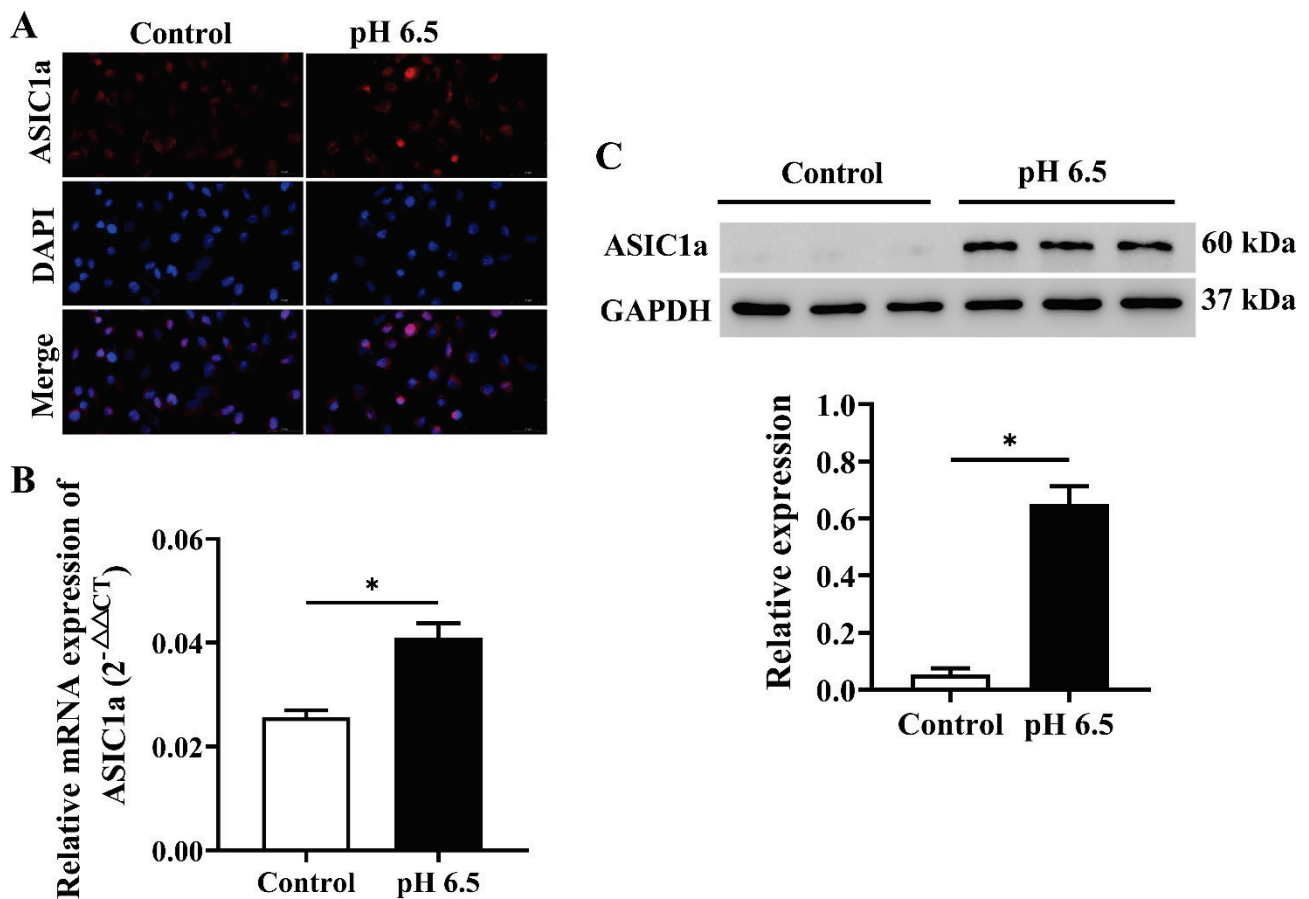 A
Control
pH 6.5
ASIC1a
DAPI
Merge
B
Relative mRNA expression of
ASIC1a (2^-△△CT)
0.06
0.04
0.02
0.00
*
Control
pH 6.5
C
Control
pH 6.5
ASIC1a
60 kDa
GAPDH
37 kDa
Relative expression
1.0
0.8
0.6
0.4
0.2
0.0
*
Control
pH 6.5